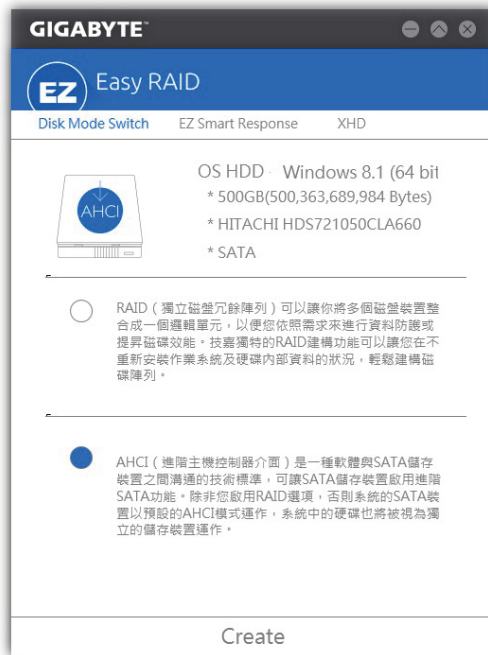 GIGABYTE™
EZ Easy RAID
Disk Mode Switch EZ Smart Response XHD
OS HDD Windows 8.1 (64 bit
* 500GB(500,363,689,984 Bytes)
AHCI
* HITACHI HDS721050CLA660
* SATA
RAID（獨立磁盤冗餘陣列）可以讓你將多個磁盤裝置整
合成一個邏輯單元，以便您依照需求來進行資料防護或
提昇磁碟效能。技嘉獨特的RAID建構功能可以讓您在不
重新安裝作業系統及硬碟內部資料的狀況，輕鬆建構磁
碟陣列。
AHCI（進階主機控制器介面）是一種軟體與SATA儲存
裝置之間溝通的技術標準，可讓SATA儲存裝置啟用進階
SATA功能。除非您啟用RAID選項，否則系統的SATA裝
置以預設的AHCI模式運作，系統中的硬碟也將被視為獨
立的儲存裝置運作。
Create